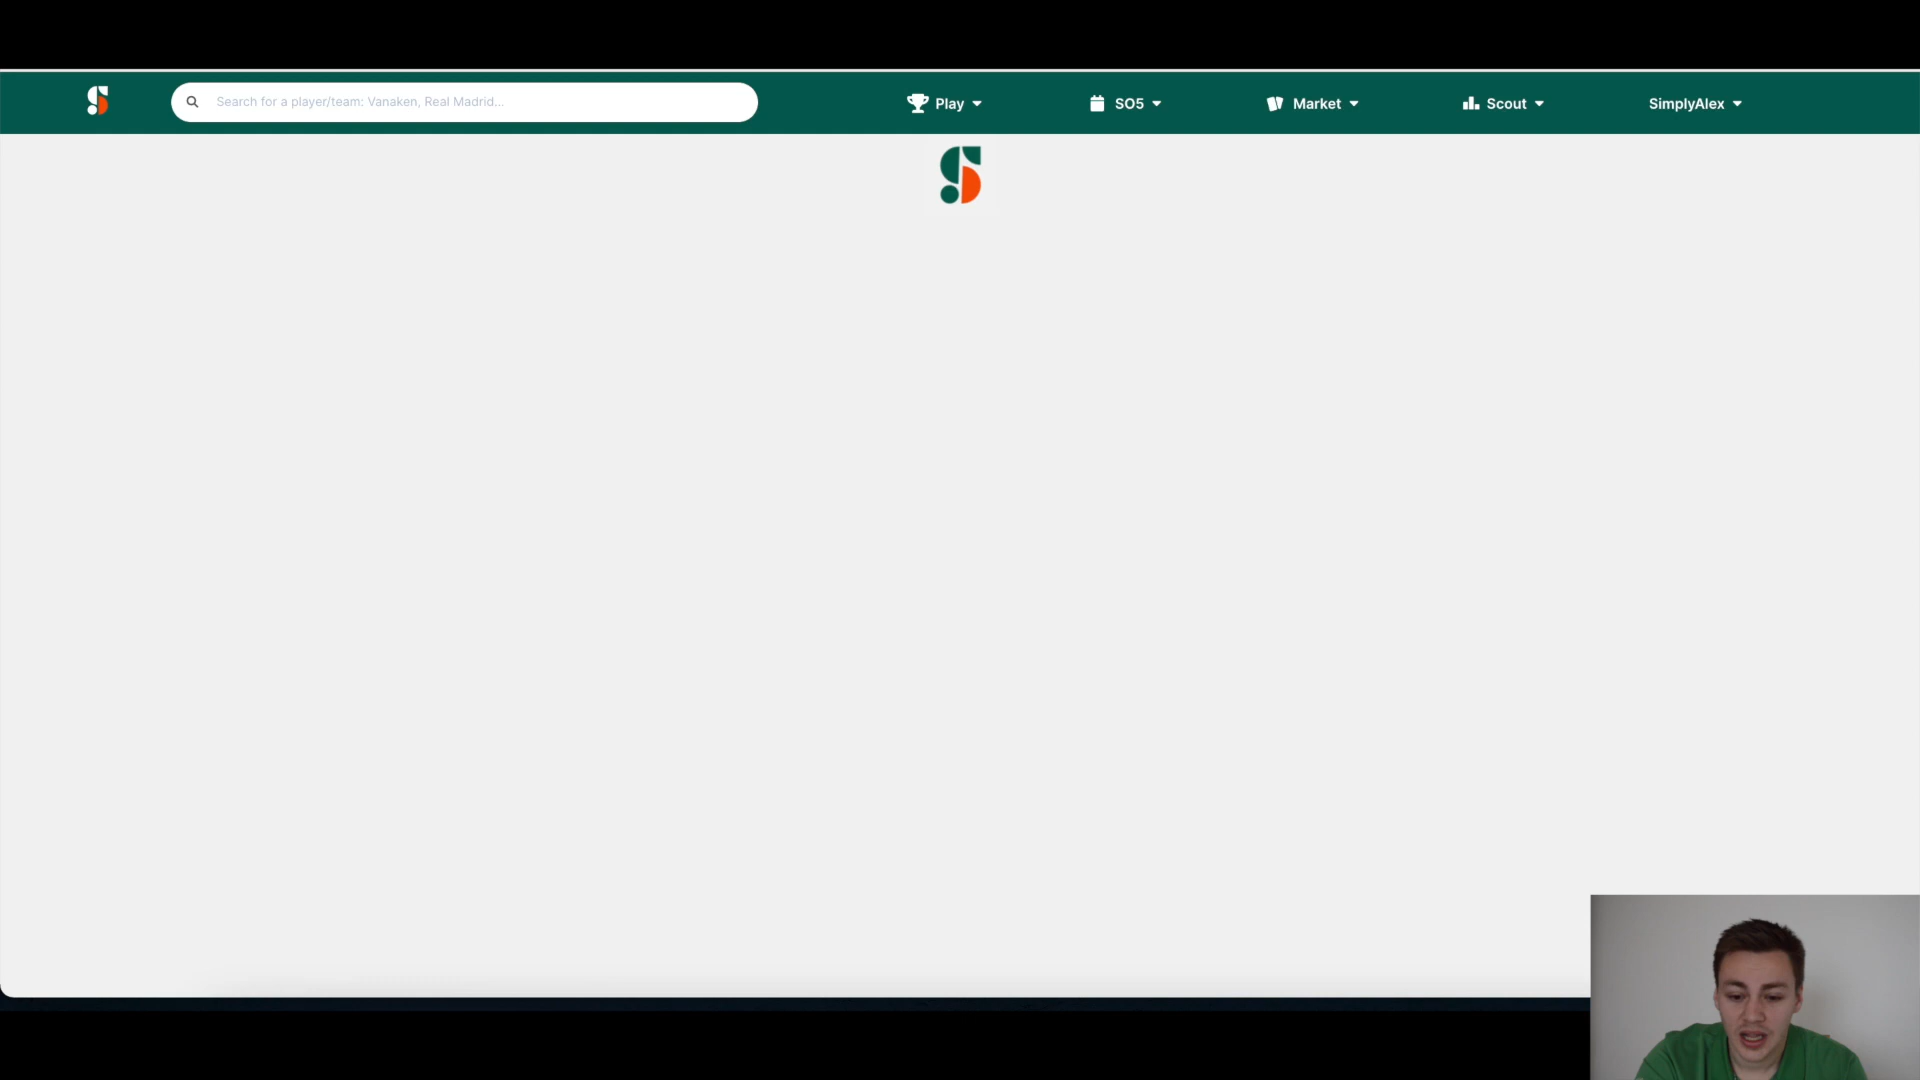 Search for a player/team: Vanaken, Real Madrid...
Play
SO5
Market
Scout
SimplyAlex